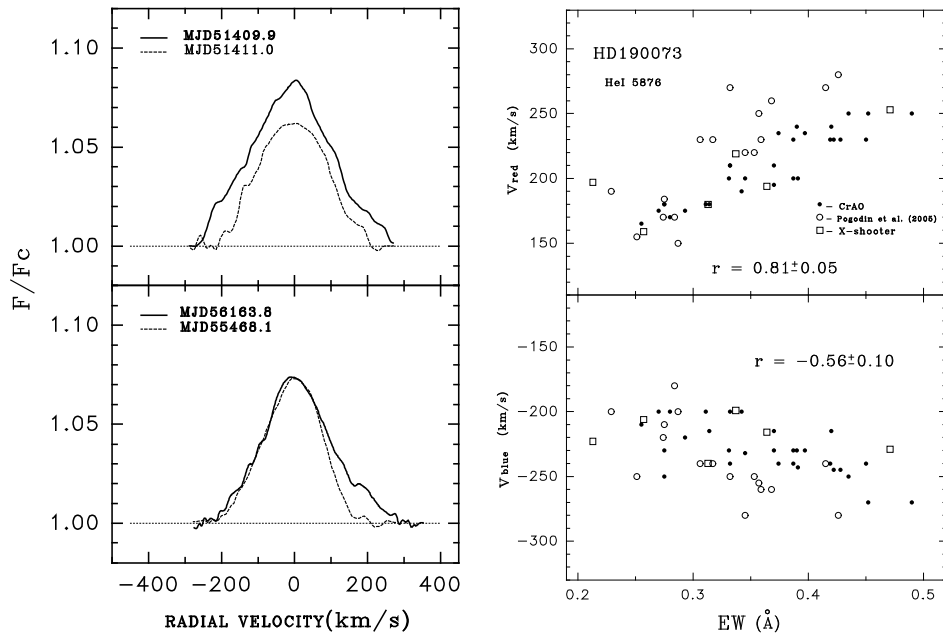 MJD51409.9
MJD51411.0
1.10
1.05
1.00
F/Fc
MJD56163.8
MJD55468.1
1.10
1.05
1.00
−400 −200 0 200 400
RADIAL VELOCITY(km/s)
HD190073
HeI 5876
300
250
200
150
Vred (km/s)
– CrAO
– Pogodin et al. (2005)
– X-shooter
r = 0.81±0.05
r = −0.56±0.10
−150
−200
−250
−300
Vblue (km/s)
0.2 0.3 0.4 0.5
EW (Å)